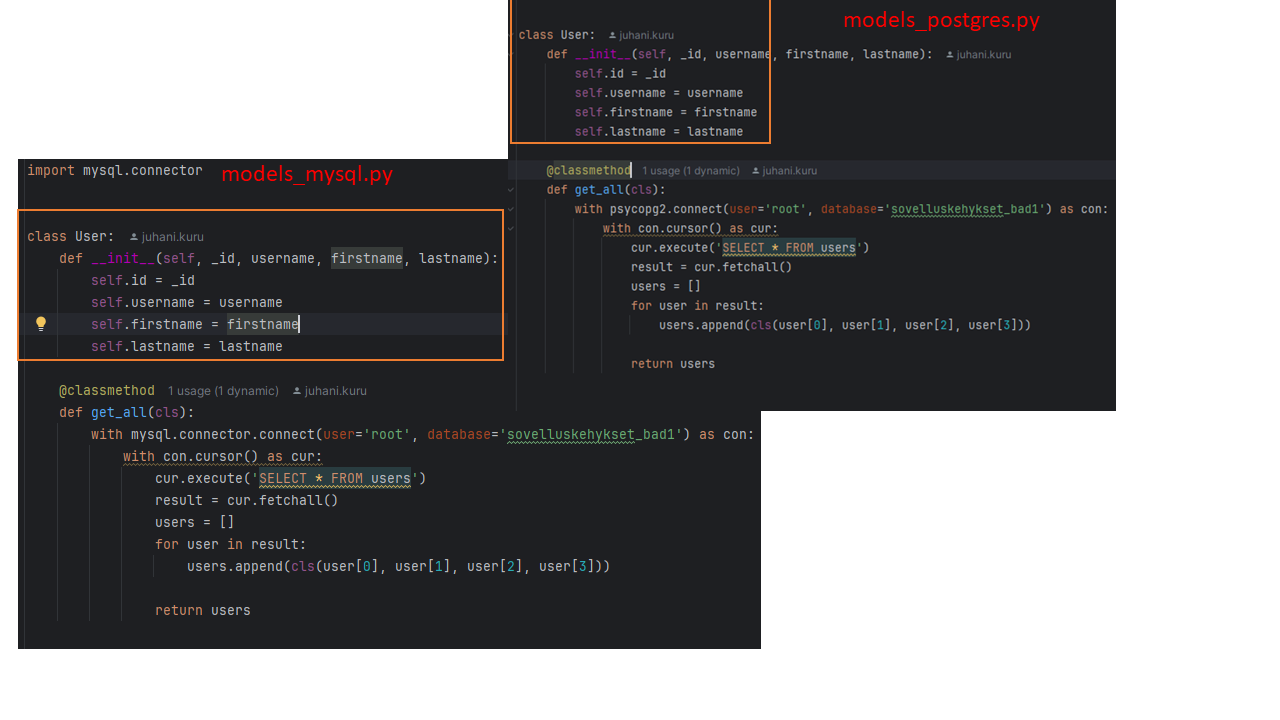 models_postgres.py
class User: juhani.kuru
def __init__(self, _id, username, firstname, lastname): juhani.kuru
self.id = _id
self.username = username
self.firstname = firstname
self.lastname = lastname
@classmethod 1 usage (1 dynamic) juhani.kuru
def get_all(cls):
with psycopg2.connect(user='root', database='sovelluskehykset_bad1') as con:
with con.cursor() as cur:
cur.execute('SELECT * FROM users')
result = cur.fetchall()
users = []
for user in result:
users.append(cls(user[0], user[1], user[2], user[3]))
return users
models_mysql.py
import mysql.connector
class User: juhani.kuru
def __init__(self, _id, username, firstname, lastname):
self.id = _id
self.username = username
self.firstname = firstname
self.lastname = lastname
@classmethod 1 usage (1 dynamic) juhani.kuru
def get_all(cls):
with mysql.connector.connect(user='root', database='sovelluskehykset_bad1') as con:
with con.cursor() as cur:
cur.execute('SELECT * FROM users')
result = cur.fetchall()
users = []
for user in result:
users.append(cls(user[0], user[1], user[2], user[3]))
return users